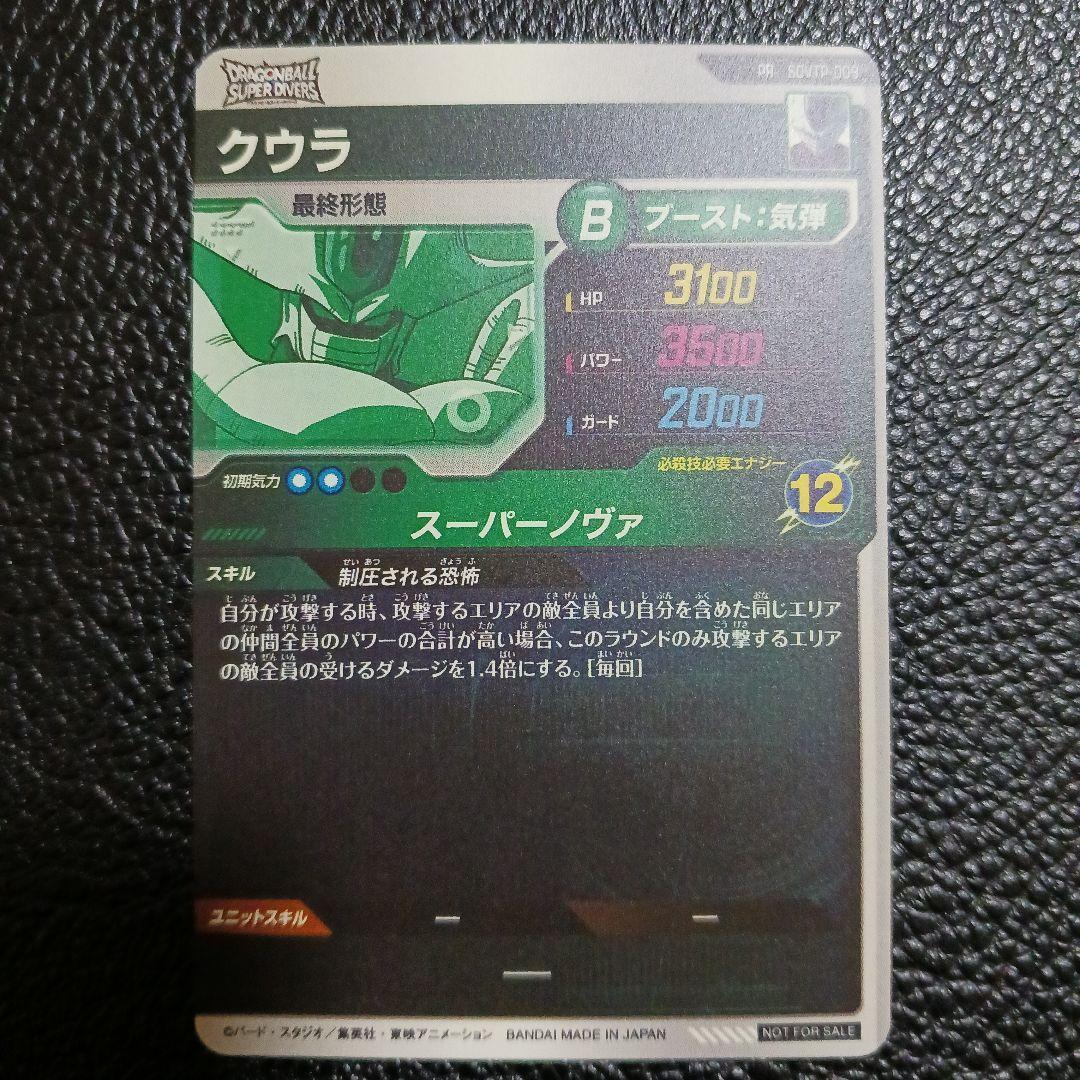 DRAGONBALL
SUPER DIVERS
PR SDVTP-009
クウラ
最終形態
B ブースト:気弾
HP 3100
パワー 3500
ガード 2000
初期気力
必殺技必要エナジー
12
スーパーノヴァ
スキル 制圧される恐怖
自分が攻撃する時、攻撃するエリアの敵全員より自分を含めた同じエリア
の仲間全員のパワーの合計が高い場合、このラウンドのみ攻撃するエリア
の敵全員の受けるダメージを1.4倍にする。[毎回]
ユニットスキル ー ー
ー
©バード・スタジオ/集英社・東映アニメーション BANDAI MADE IN JAPAN NOT FOR SALE